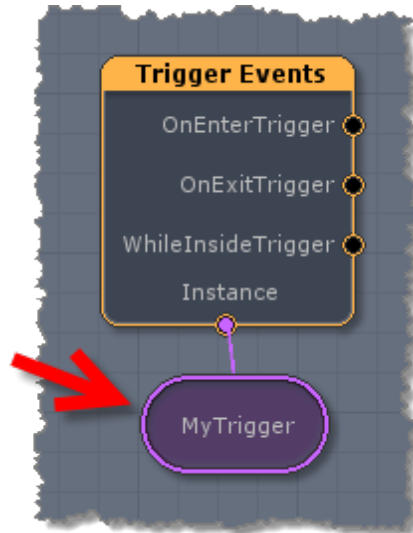 Trigger Events
OnEnterTrigger
OnExitTrigger
WhileInsideTrigger
Instance
MyTrigger